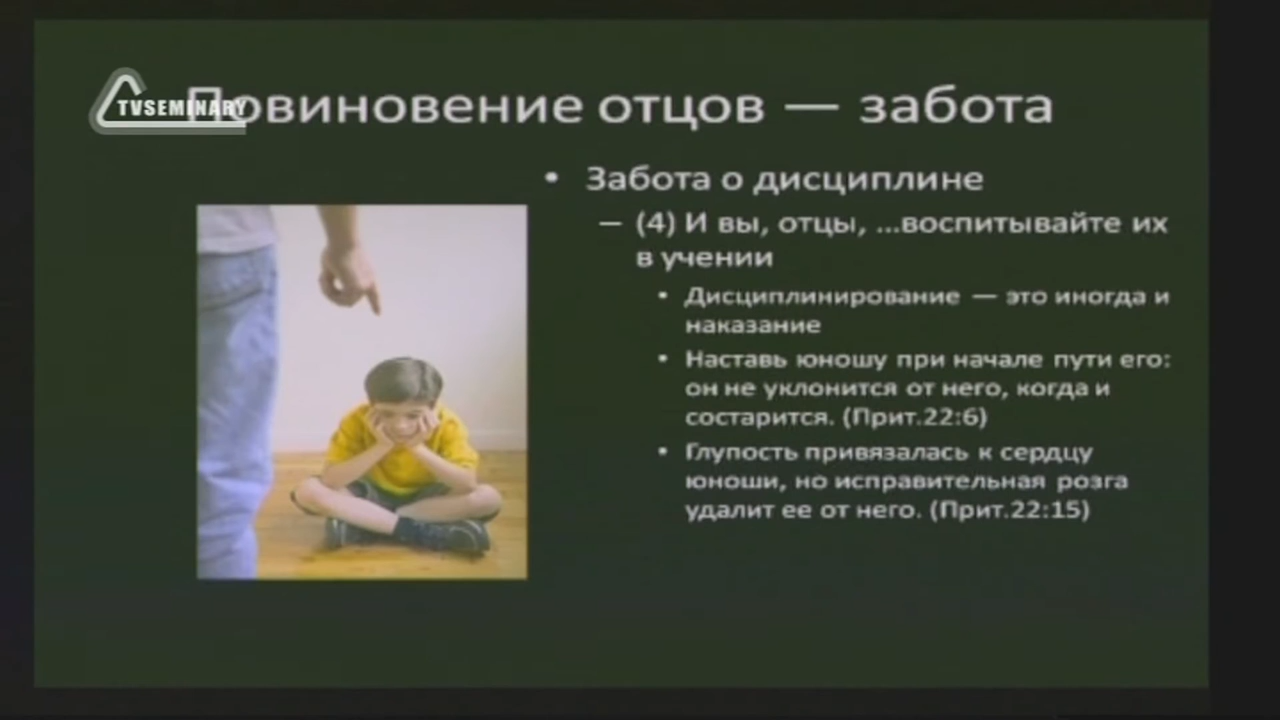 TVSEMINARY
Повиновение отцов — забота
• Забота о дисциплине
– (4) И вы, отцы, ...воспитывайте их
в учении
• Дисциплинирование — это иногда и
наказание
• Наставь юношу при начале пути его:
он не уклонится от него, когда и
состарится. (Прит.22:6)
• Глупость привязалась к сердцу
юноши, но исправительная розга
удалит ее от него. (Прит.22:15)